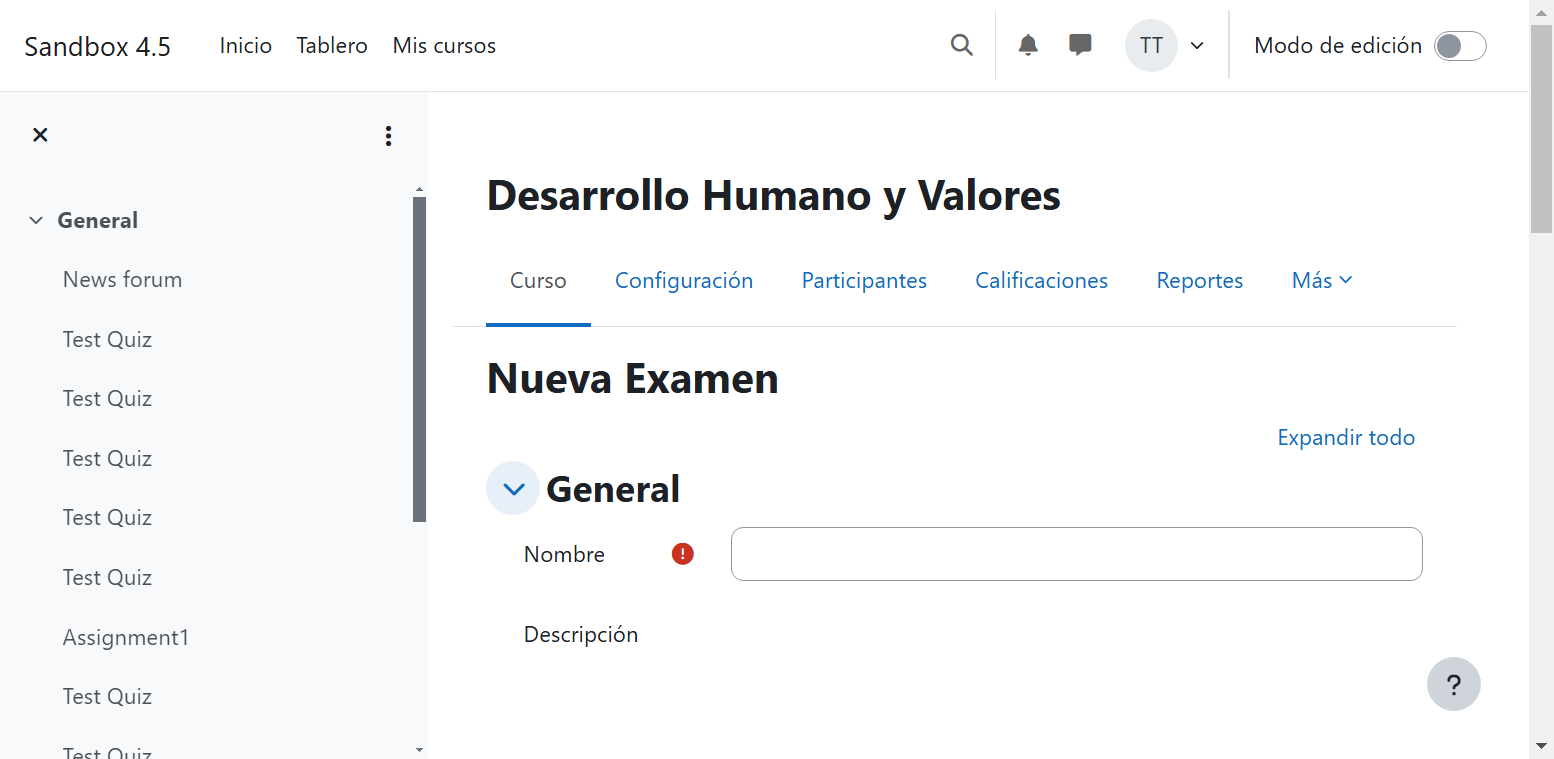 Sandbox 4.5 Inicio Tablero Mis cursos TT Modo de edición
General
News forum
Test Quiz
Test Quiz
Test Quiz
Test Quiz
Test Quiz
Assignment1
Test Quiz
Test Quiz
Desarrollo Humano y Valores
Curso Configuración Participantes Calificaciones Reportes Más
Nueva Examen
Expandir todo
General
Nombre
Descripción
?